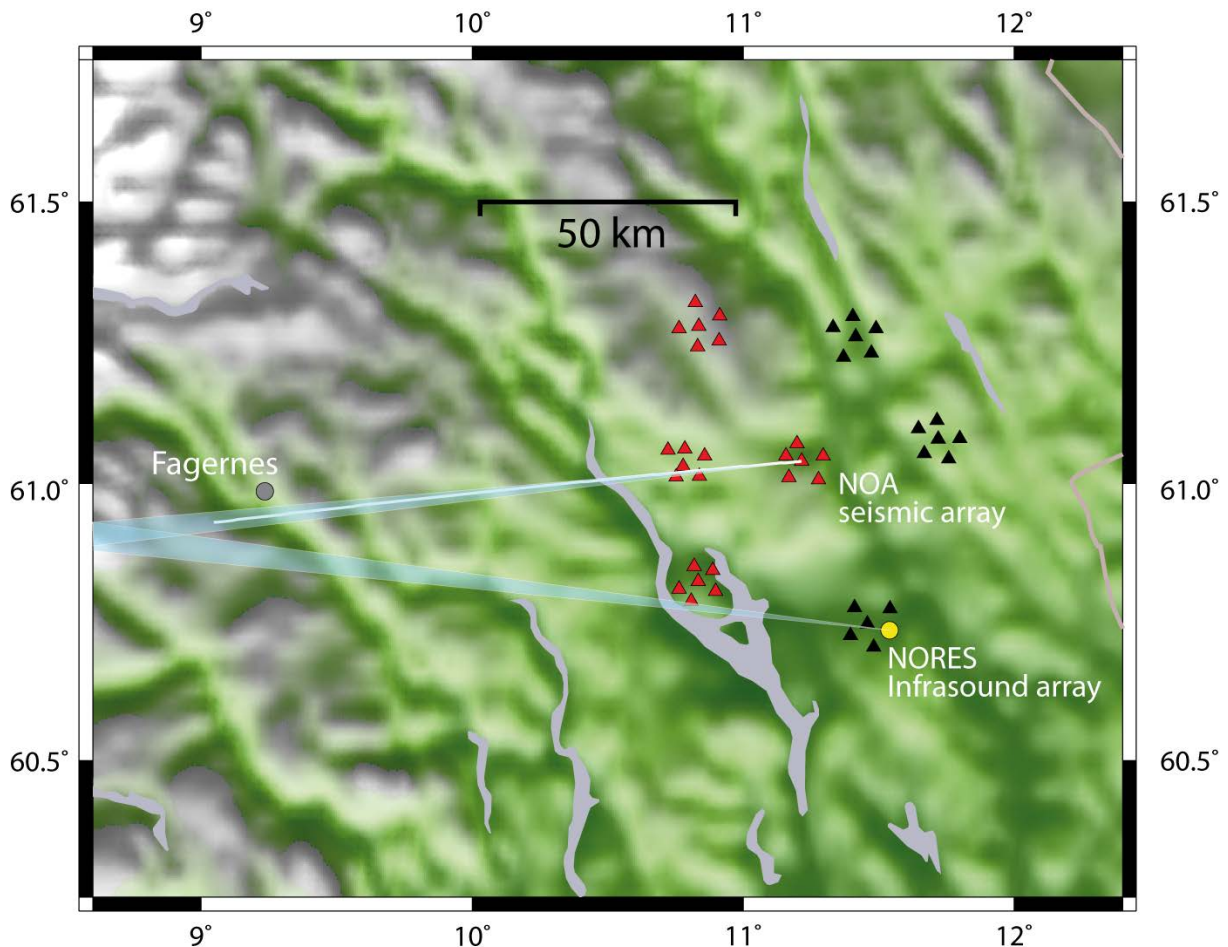 9° 10° 11° 12°
61.5° 61.5°
50 km
Fagernes
61.0° 61.0°
NOA
seismic array
NORES
Infrasound array
60.5° 60.5°
9° 10° 11° 12°